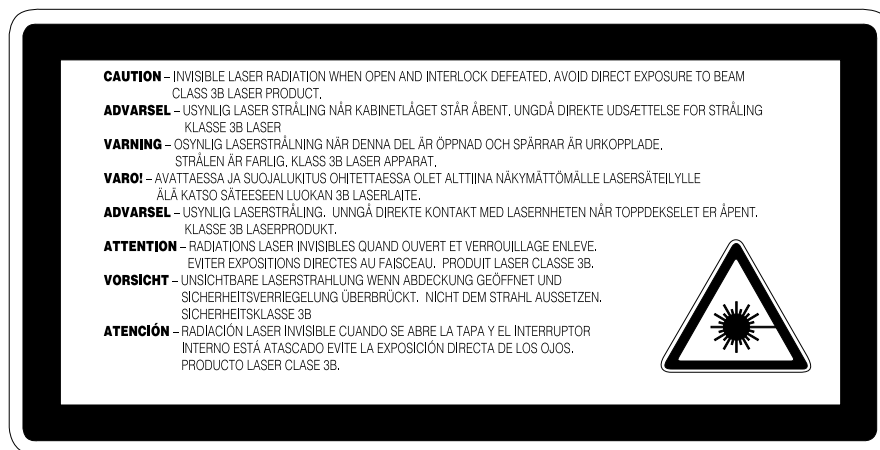 CAUTION – INVISIBLE LASER RADIATION WHEN OPEN AND INTERLOCK DEFEATED. AVOID DIRECT EXPOSURE TO BEAM
CLASS 3B LASER PRODUCT.
ADVARSEL – USYNLIG LASER STRÅLING NÅR KABINETLÅGET STÅR ÅBENT. UNGDÅ DIREKTE UDSÆTTELSE FOR STRÅLING
KLASSE 3B LASER
VARNING – OSYNLIG LASERSTRÅLNING NÄR DENNA DEL ÄR ÖPPNAD OCH SPÄRRAR ÄR URKOPPLADE.
STRÅLEN ÄR FARLIG. KLASS 3B LASER APPARAT.
VARO! – AVATTAESSA JA SUOJALUKITUS OHITETTAESSA OLET ALTTIINA NÄKYMÄTTÖMÄLLE LASERSÄTEILYLLE
ÄLÄ KATSO SÄTEESEEN LUOKAN 3B LASERLAITE.
ADVARSEL – USYNLIG LASERSTRÅLING. UNNGÅ DIREKTE KONTAKT MED LASERNHETEN NÅR TOPPDEKSELET ER ÅPENT.
KLASSE 3B LASERPRODUKT.
ATTENTION – RADIATIONS LASER INVISIBLES QUAND OUVERT ET VERROUILLAGE ENLEVE.
EVITER EXPOSITIONS DIRECTES AU FAISCEAU. PRODUIT LASER CLASSE 3B.
VORSICHT – UNSICHTBARE LASERSTRAHLUNG WENN ABDECKUNG GEÖFFNET UND
SICHERHEITSVERRIEGELUNG ÜBERBRÜCKT. NICHT DEM STRAHL AUSSETZEN.
SICHERHEITSKLASSE 3B
ATENCIÓN – RADIACIÓN LASER INVISIBLE CUANDO SE ABRE LA TAPA Y EL INTERRUPTOR
INTERNO ESTÁ ATASCADO EVITE LA EXPOSICIÓN DIRECTA DE LOS OJOS.
PRODUCTO LASER CLASE 3B.